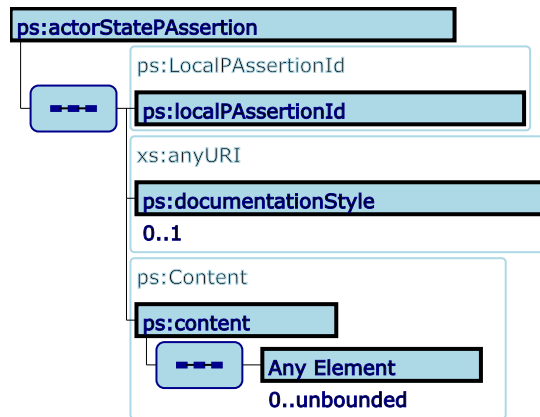 ps:actorStatePAssertion
ps:LocalPAssertionId
ps:localPAssertionId
xs:anyURI
ps:documentationStyle
0..1
ps:Content
ps:content
Any Element
0..unbounded